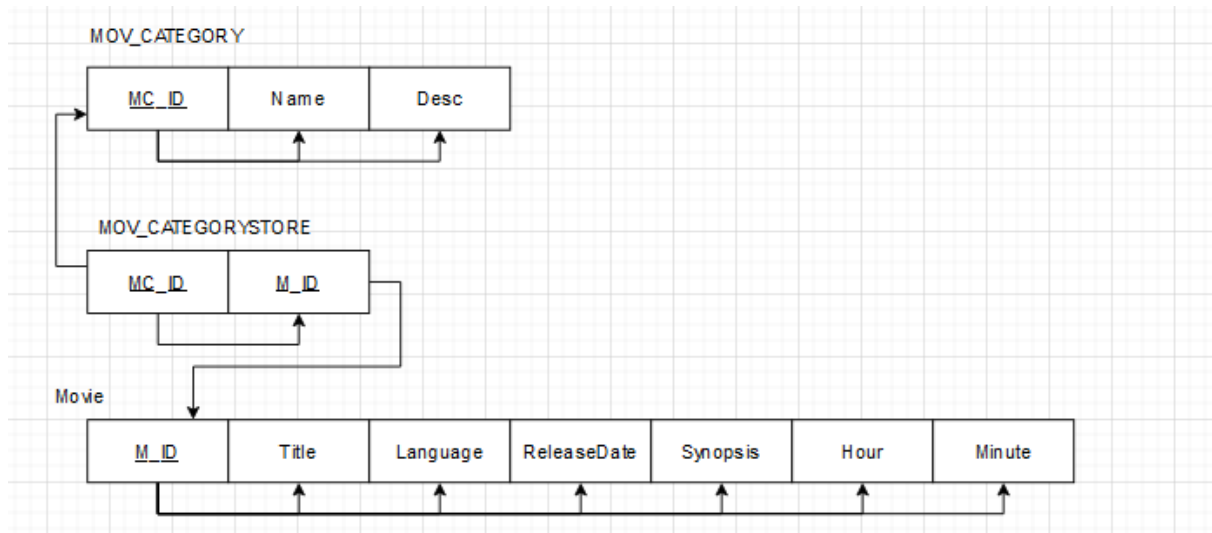 MOV_CATEGORY
MC_ID Name Desc
MOV_CATEGORYSTORE
MC_ID M_ID
Movie
M_ID Title Language ReleaseDate Synopsis Hour Minute